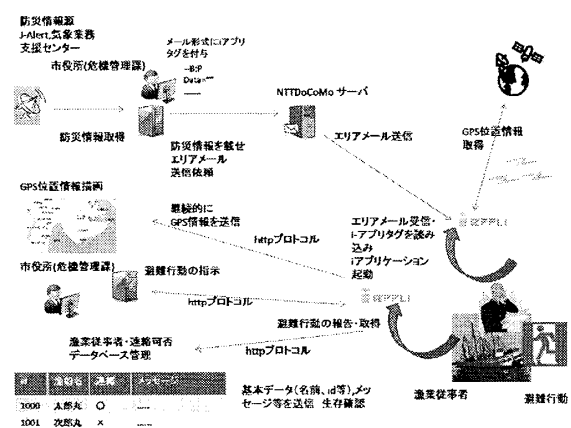 防災情報源
J-Alert,気象業務
支援センター
メール形式にiアプリ
タグを付与
市役所(危機管理課)
Data=""
NTTDoCoMo サーバ
防災情報取得
エリアメール送信
GPS位置情報
取得
防災情報を載せ
エリアメール
送信依頼
GPS位置情報描画
継続的に
GPS情報を送信
httpプロトコル
エリアメール受信・
i-アプリタグを読み
込み
iアプリケーション
起動
市役所(危機管理課)
避難行動の指示
httpプロトコル
避難行動の報告・取得
漁業従事者・連絡可否
データベース管理
httpプロトコル
id
メッセージ
1000 太郎丸 ○ ......
1001 次郎丸 × ......
基本データ(名前、id等),メッ
セージ等を送信 生存確認
漁業従事者
避難行動